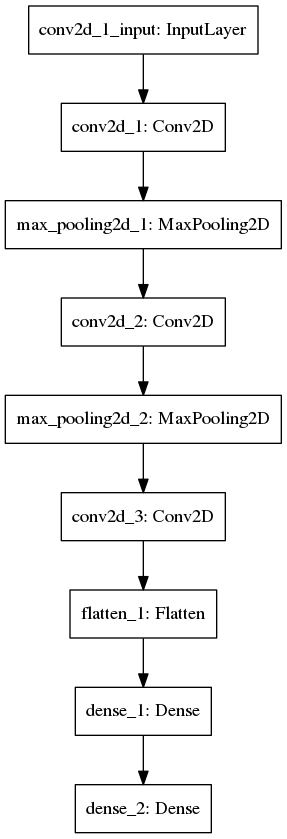 conv2d_1_input: InputLayer
conv2d_1: Conv2D
max_pooling2d_1: MaxPooling2D
conv2d_2: Conv2D
max_pooling2d_2: MaxPooling2D
conv2d_3: Conv2D
flatten_1: Flatten
dense_1: Dense
dense_2: Dense